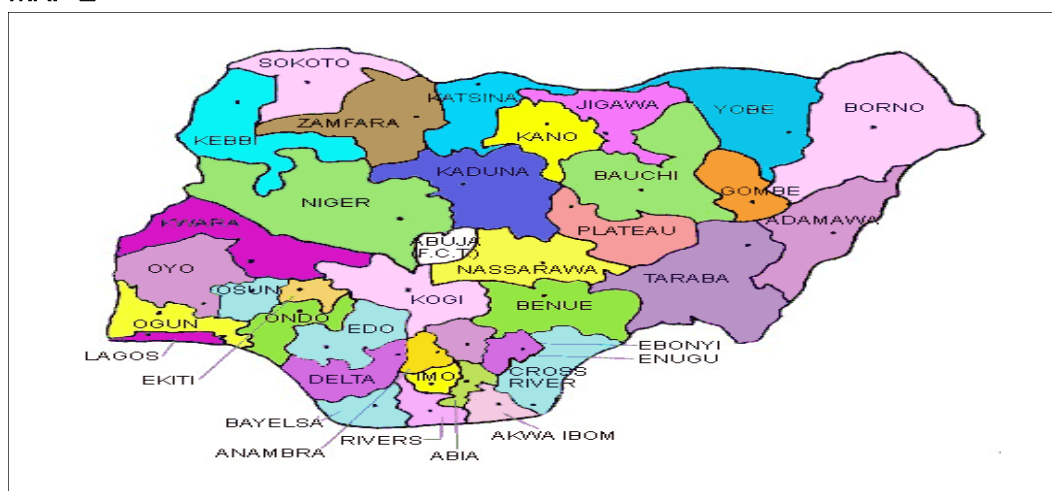 SOKOTO
KATSINA
JIGAWA
YOBE
BORNO
ZAMFARA
KANO
KEBBI
KADUNA
BAUCHI
GOMBE
NIGER
ADAMAWA
KWARA
PLATEAU
ABUJA
(F.C.T.)
OYO
NASSARAWA
TARABA
OSUN
KOGI
BENUE
OGUN
ONDO
EDO
LAGOS
EBONYI
ENUGU
EKITI
DELTA
IMO
CROSS
RIVER
BAYELSA
RIVERS
AKWA IBOM
ANAMBRA
ABIA